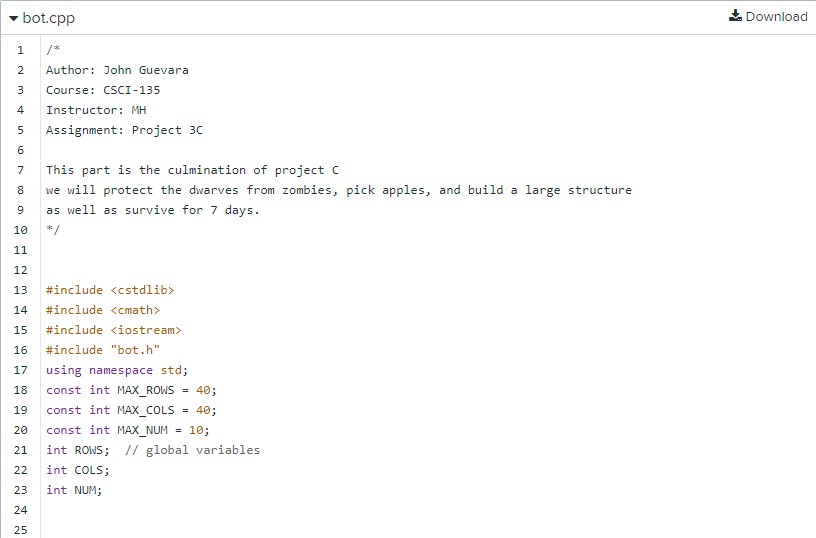 bot.cpp
Download
1 /*
2 Author: John Guevara
3 Course: CSCI-135
4 Instructor: MH
5 Assignment: Project 3C
6
7 This part is the culmination of project C
8 we will protect the dwarves from zombies, pick apples, and build a large structure
9 as well as survive for 7 days.
10 */
11
12
13 #include <cstdlib>
14 #include <cmath>
15 #include <iostream>
16 #include "bot.h"
17 using namespace std;
18 const int MAX_ROWS = 40;
19 const int MAX_COLS = 40;
20 const int MAX_NUM = 10;
21 int ROWS;  // global variables
22 int COLS;
23 int NUM;
24
25